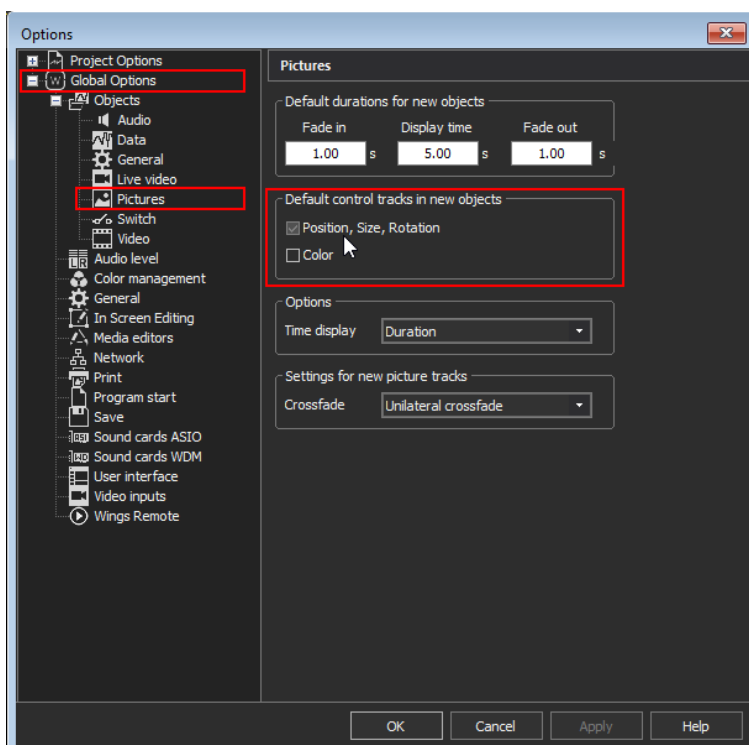 Options
Project Options
Global Options
Objects
Audio
Data
General
Live video
Pictures
Switch
Video
Audio level
Color management
General
In Screen Editing
Media editors
Network
Print
Program start
Save
Sound cards ASIO
Sound cards WDM
User interface
Video inputs
Wings Remote
Pictures
Default durations for new objects
Fade in Display time Fade out
1.00 s 5.00 s 1.00 s
Default control tracks in new objects
Position, Size, Rotation
Color
Options
Time display Duration
Settings for new picture tracks
Crossfade Unilateral crossfade
OK Cancel Apply Help